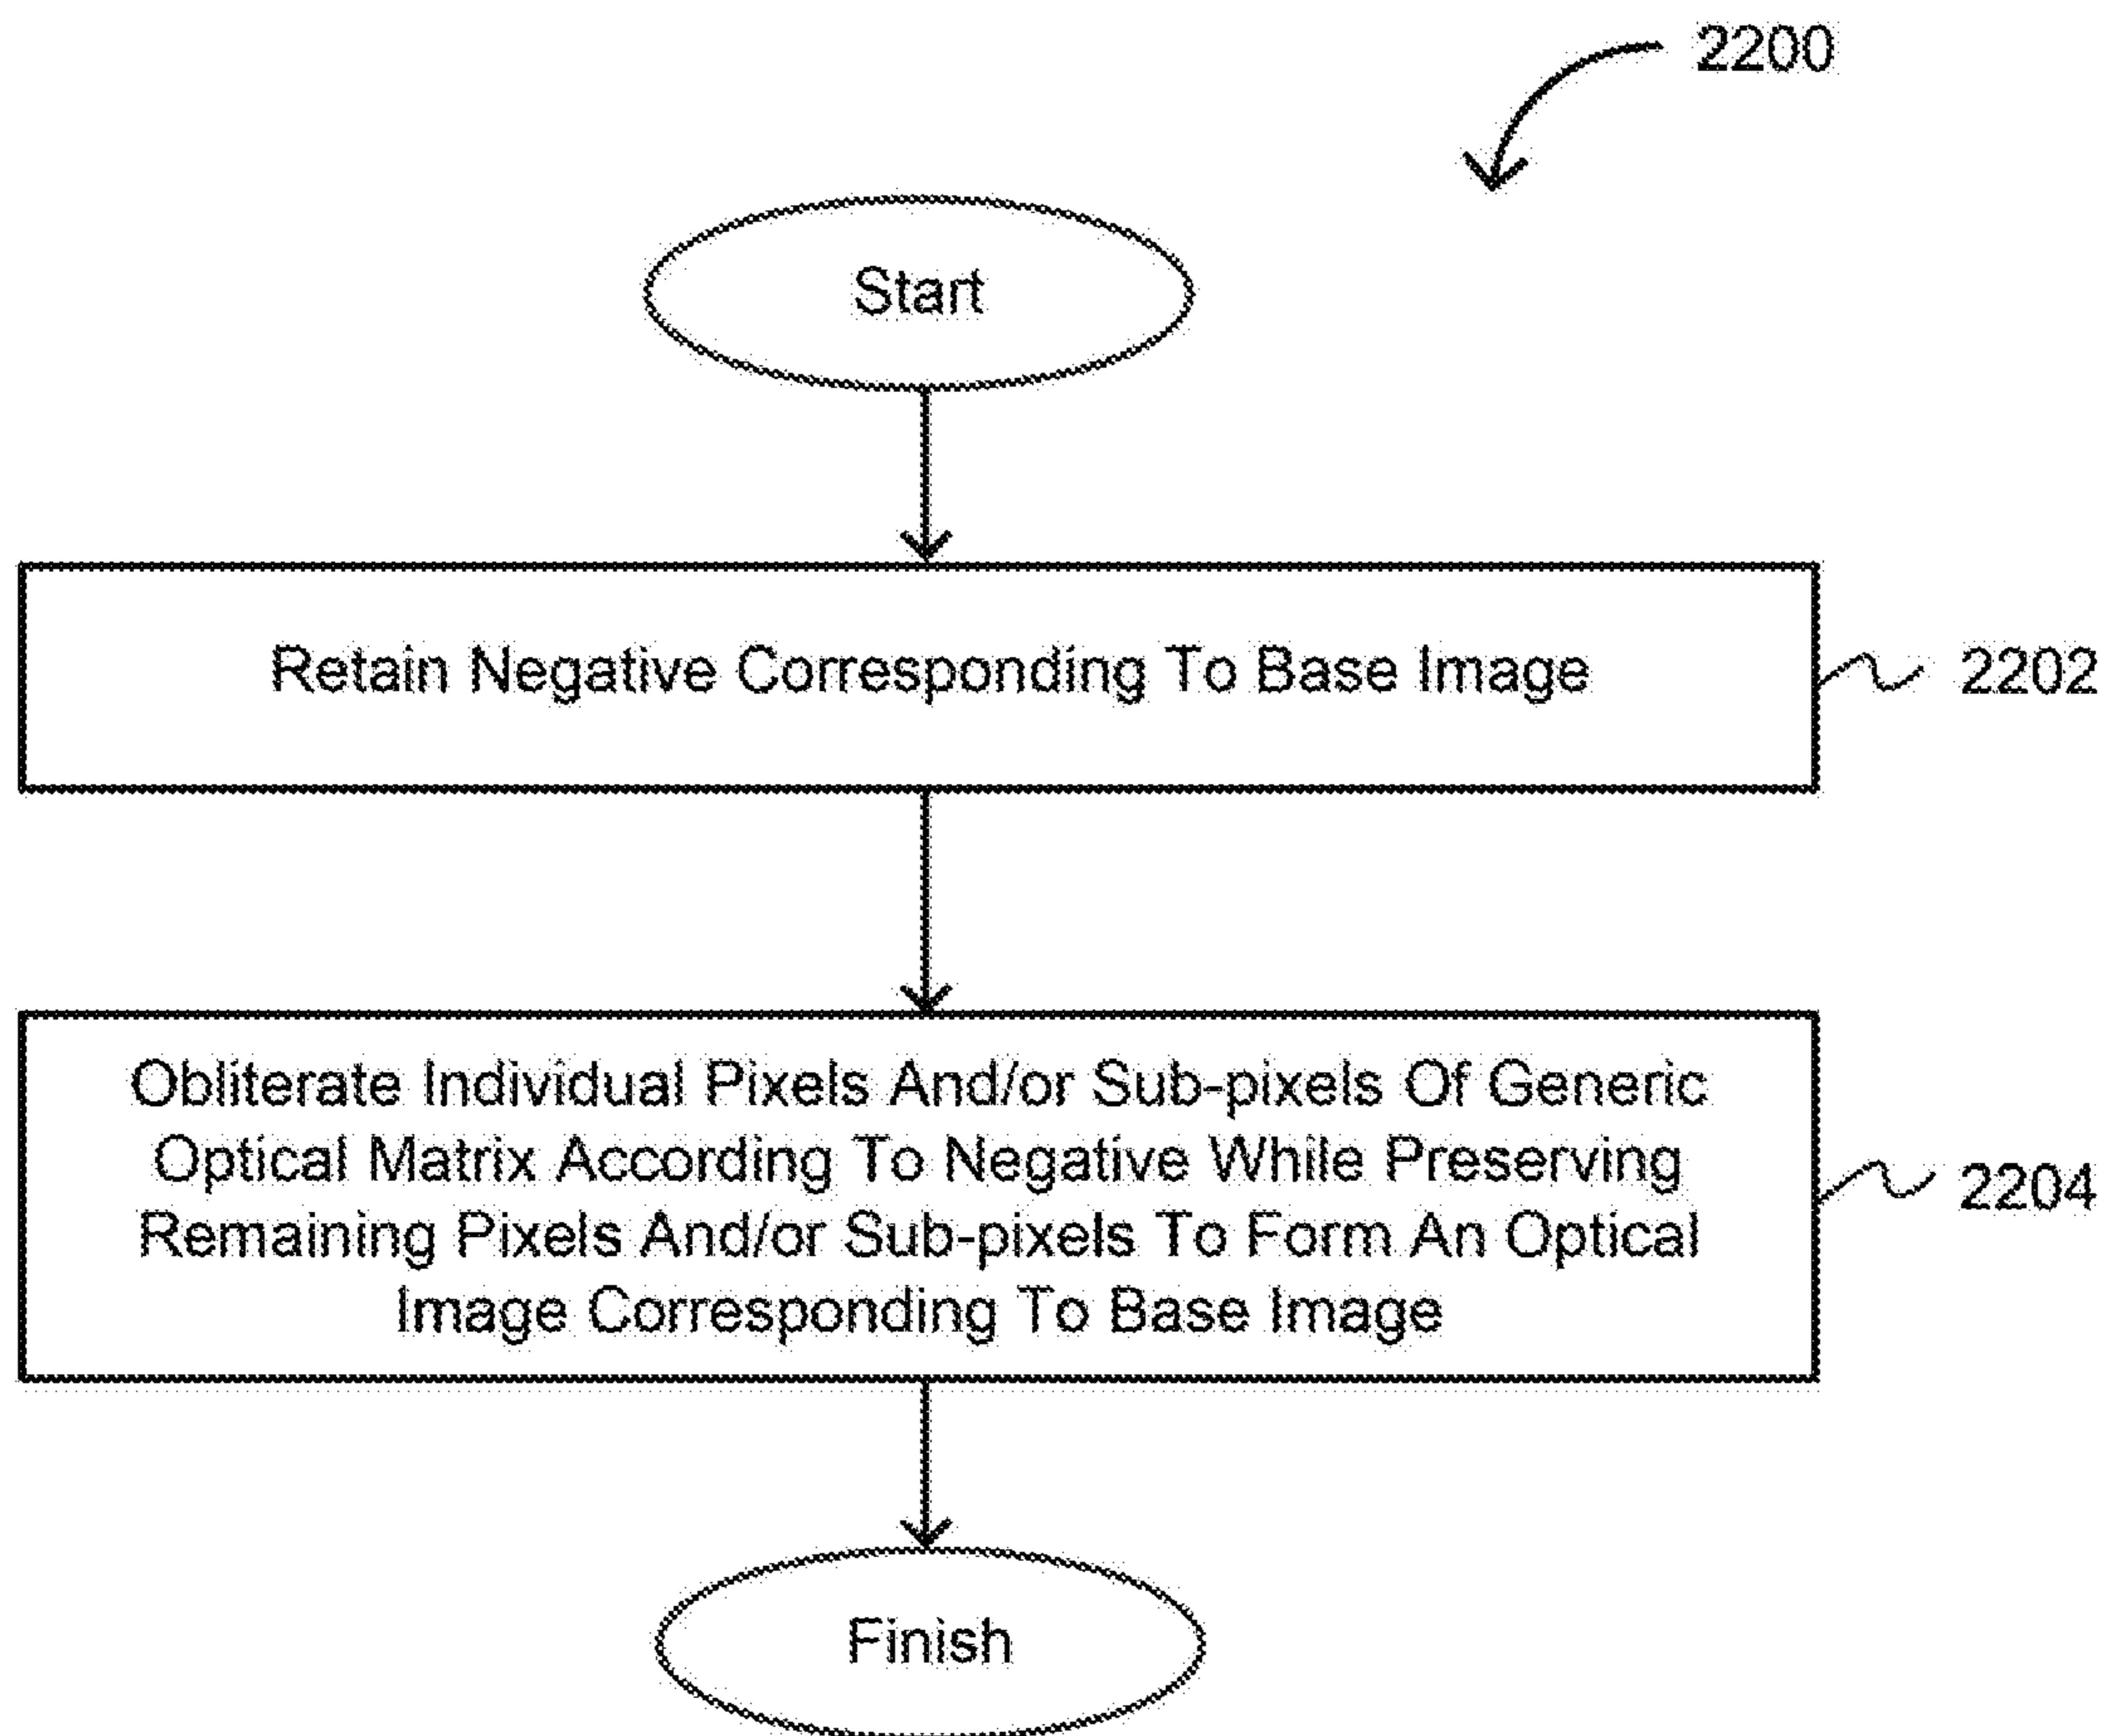 2200
Start
Retain Negative Corresponding To Base Image
2202
Obliterate Individual Pixels And/or Sub-pixels Of Generic
Optical Matrix According To Negative While Preserving
Remaining Pixels And/or Sub-pixels To Form An Optical
Image Corresponding To Base Image
2204
Finish